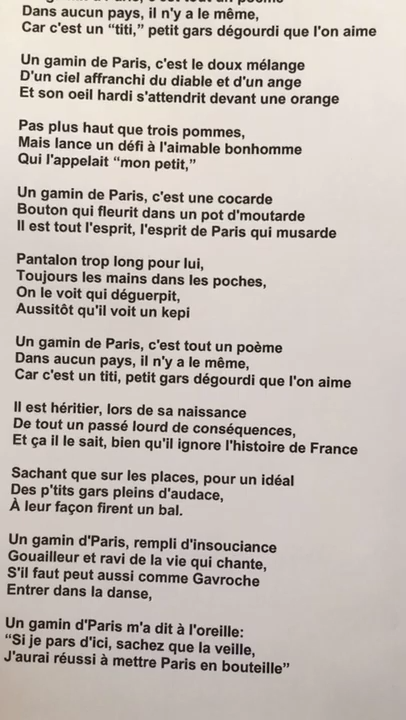 Dans aucun pays, il n'y a le même,
Car c'est un “titi,” petit gars dégourdi que l'on aime
Un gamin de Paris, c'est le doux mélange
D'un ciel affranchi du diable et d'un ange
Et son oeil hardi s'attendrit devant une orange
Pas plus haut que trois pommes,
Mais lance un défi à l'aimable bonhomme
Qui l'appelait “mon petit,”
Un gamin de Paris, c'est une cocarde
Bouton qui fleurit dans un pot d'moutarde
Il est tout l'esprit, l'esprit de Paris qui musarde
Pantalon trop long pour lui,
Toujours les mains dans les poches,
On le voit qui déguerpit,
Aussitôt qu'il voit un kepi
Un gamin de Paris, c'est tout un poème
Dans aucun pays, il n'y a le même,
Car c'est un titi, petit gars dégourdi que l'on aime
Il est héritier, lors de sa naissance
De tout un passé lourd de conséquences,
Et ça il le sait, bien qu'il ignore l'histoire de France
Sachant que sur les places, pour un idéal
Des p'tits gars pleins d'audace,
À leur façon firent un bal.
Un gamin d'Paris, rempli d'insouciance
Gouailleur et ravi de la vie qui chante,
S'il faut peut aussi comme Gavroche
Entrer dans la danse,
Un gamin d'Paris m'a dit à l'oreille:
“Si je pars d'ici, sachez que la veille,
J'aurai réussi à mettre Paris en bouteille”